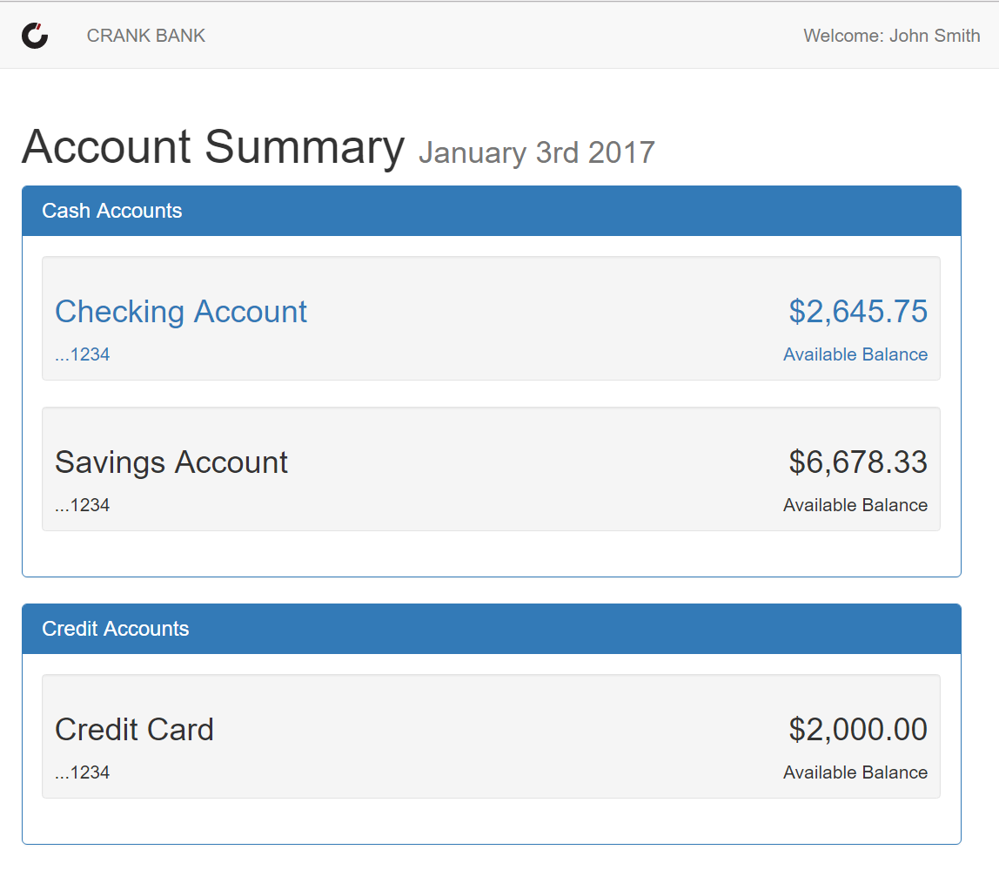 CRANK BANK
Welcome: John Smith
Account Summary January 3rd 2017
Cash Accounts
Checking Account $2,645.75
...1234 Available Balance
Savings Account $6,678.33
...1234 Available Balance
Credit Accounts
Credit Card $2,000.00
...1234 Available Balance